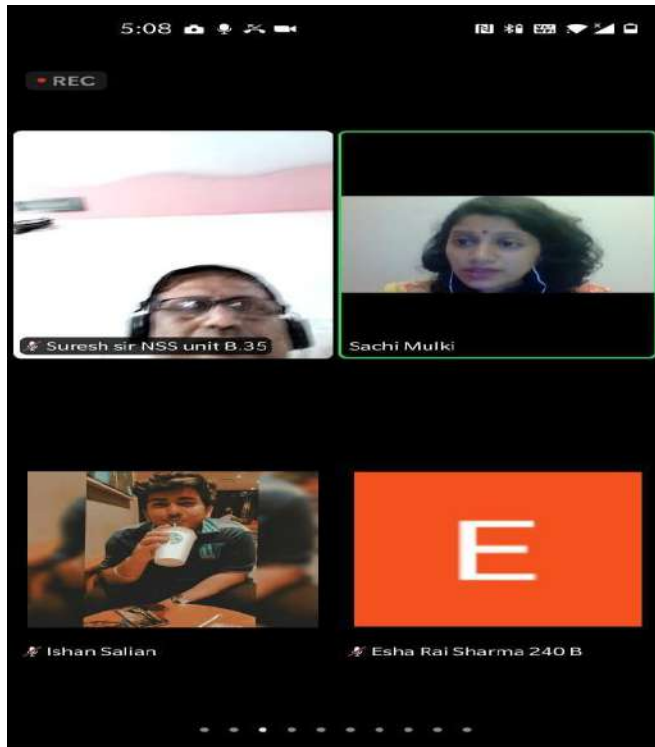 5:08
REC
Suresh sir NSS unit B.35
Sachi Mulki
E
Ishan Salian
Esha Rai Sharma 240 B